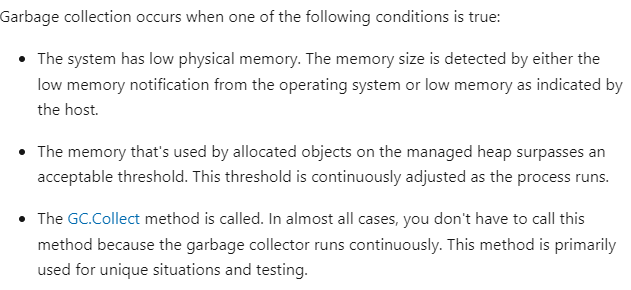 Garbage collection occurs when one of the following conditions is true:
• The system has low physical memory. The memory size is detected by either the
low memory notification from the operating system or low memory as indicated by
the host.
• The memory that's used by allocated objects on the managed heap surpasses an
acceptable threshold. This threshold is continuously adjusted as the process runs.
• The GC.Collect method is called. In almost all cases, you don't have to call this
method because the garbage collector runs continuously. This method is primarily
used for unique situations and testing.